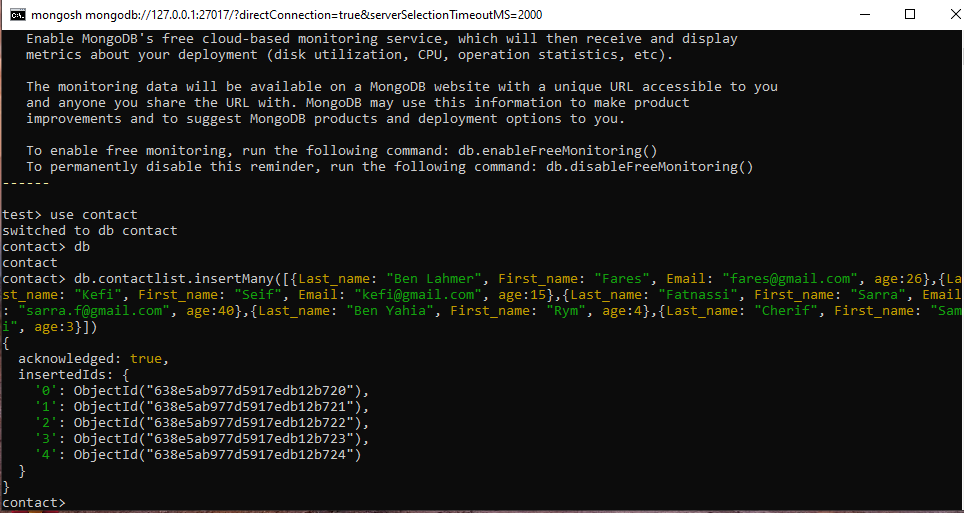 mongosh mongodb://127.0.0.1:27017/?directConnection=true&serverSelectionTimeoutMS=2000
Enable MongoDB's free cloud-based monitoring service, which will then receive and display
metrics about your deployment (disk utilization, CPU, operation statistics, etc).
The monitoring data will be available on a MongoDB website with a unique URL accessible to you
and anyone you share the URL with. MongoDB may use this information to make product
improvements and to suggest MongoDB products and deployment options to you.
To enable free monitoring, run the following command: db.enableFreeMonitoring()
To permanently disable this reminder, run the following command: db.disableFreeMonitoring()
------
test> use contact
switched to db contact
contact> db
contact
contact> db.contactlist.insertMany([{Last_name: "Ben Lahmer", First_name: "Fares", Email: "fares@gmail.com", age:26},{La
st_name: "Kefi", First_name: "Seif", Email: "kefi@gmail.com", age:15},{Last_name: "Fatnassi", First_name: "Sarra", Email
: "sarra.f@gmail.com", age:40},{Last_name: "Ben Yahia", First_name: "Rym", age:4},{Last_name: "Cherif", First_name: "Sam
i", age:3}])
{
  acknowledged: true,
  insertedIds: {
    '0': ObjectId("638e5ab977d5917edb12b720"),
    '1': ObjectId("638e5ab977d5917edb12b721"),
    '2': ObjectId("638e5ab977d5917edb12b722"),
    '3': ObjectId("638e5ab977d5917edb12b723"),
    '4': ObjectId("638e5ab977d5917edb12b724")
  }
}
contact>